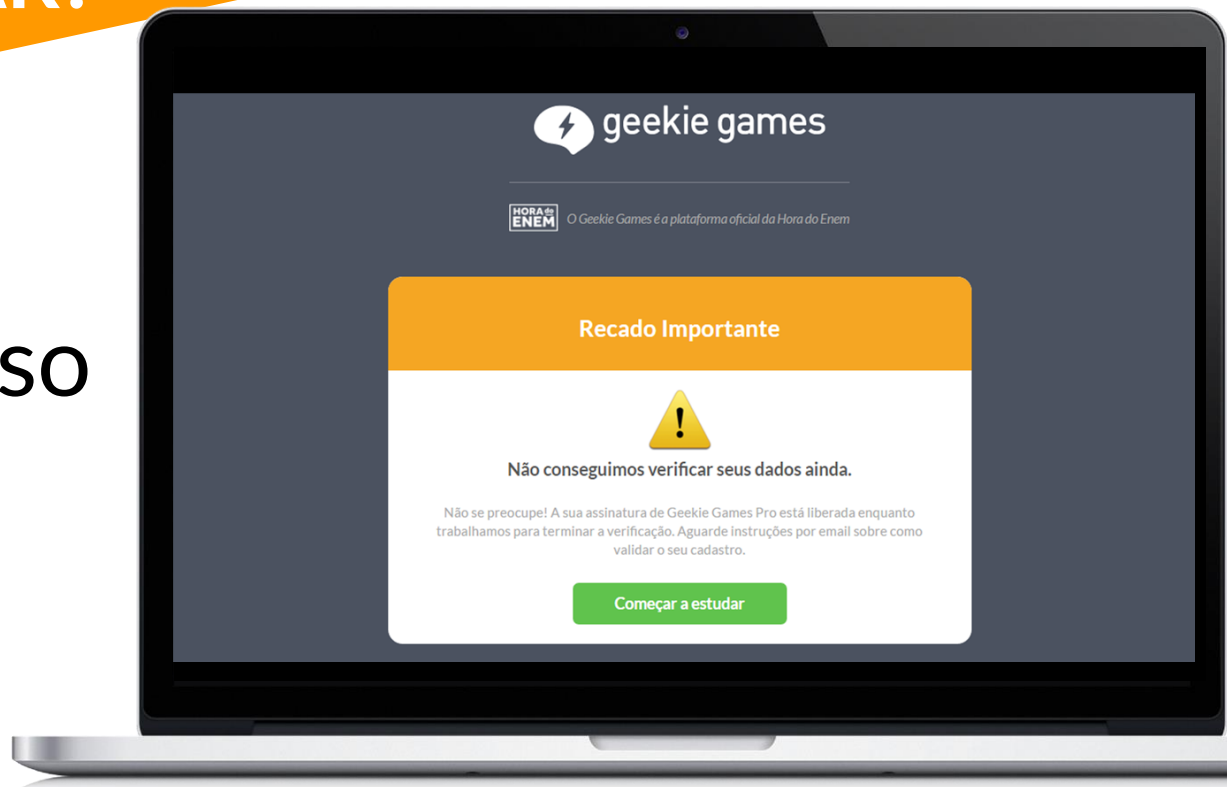 geekie games
HORA do
ENEM
O Geekie Games é a plataforma oficial da Hora do Enem
so
Recado Importante
!
Não conseguimos verificar seus dados ainda.
Não se preocupe! A sua assinatura de Geekie Games Pro está liberada enquanto
trabalhamos para terminar a verificação. Aguarde instruções por email sobre como
validar o seu cadastro.
Começar a estudar